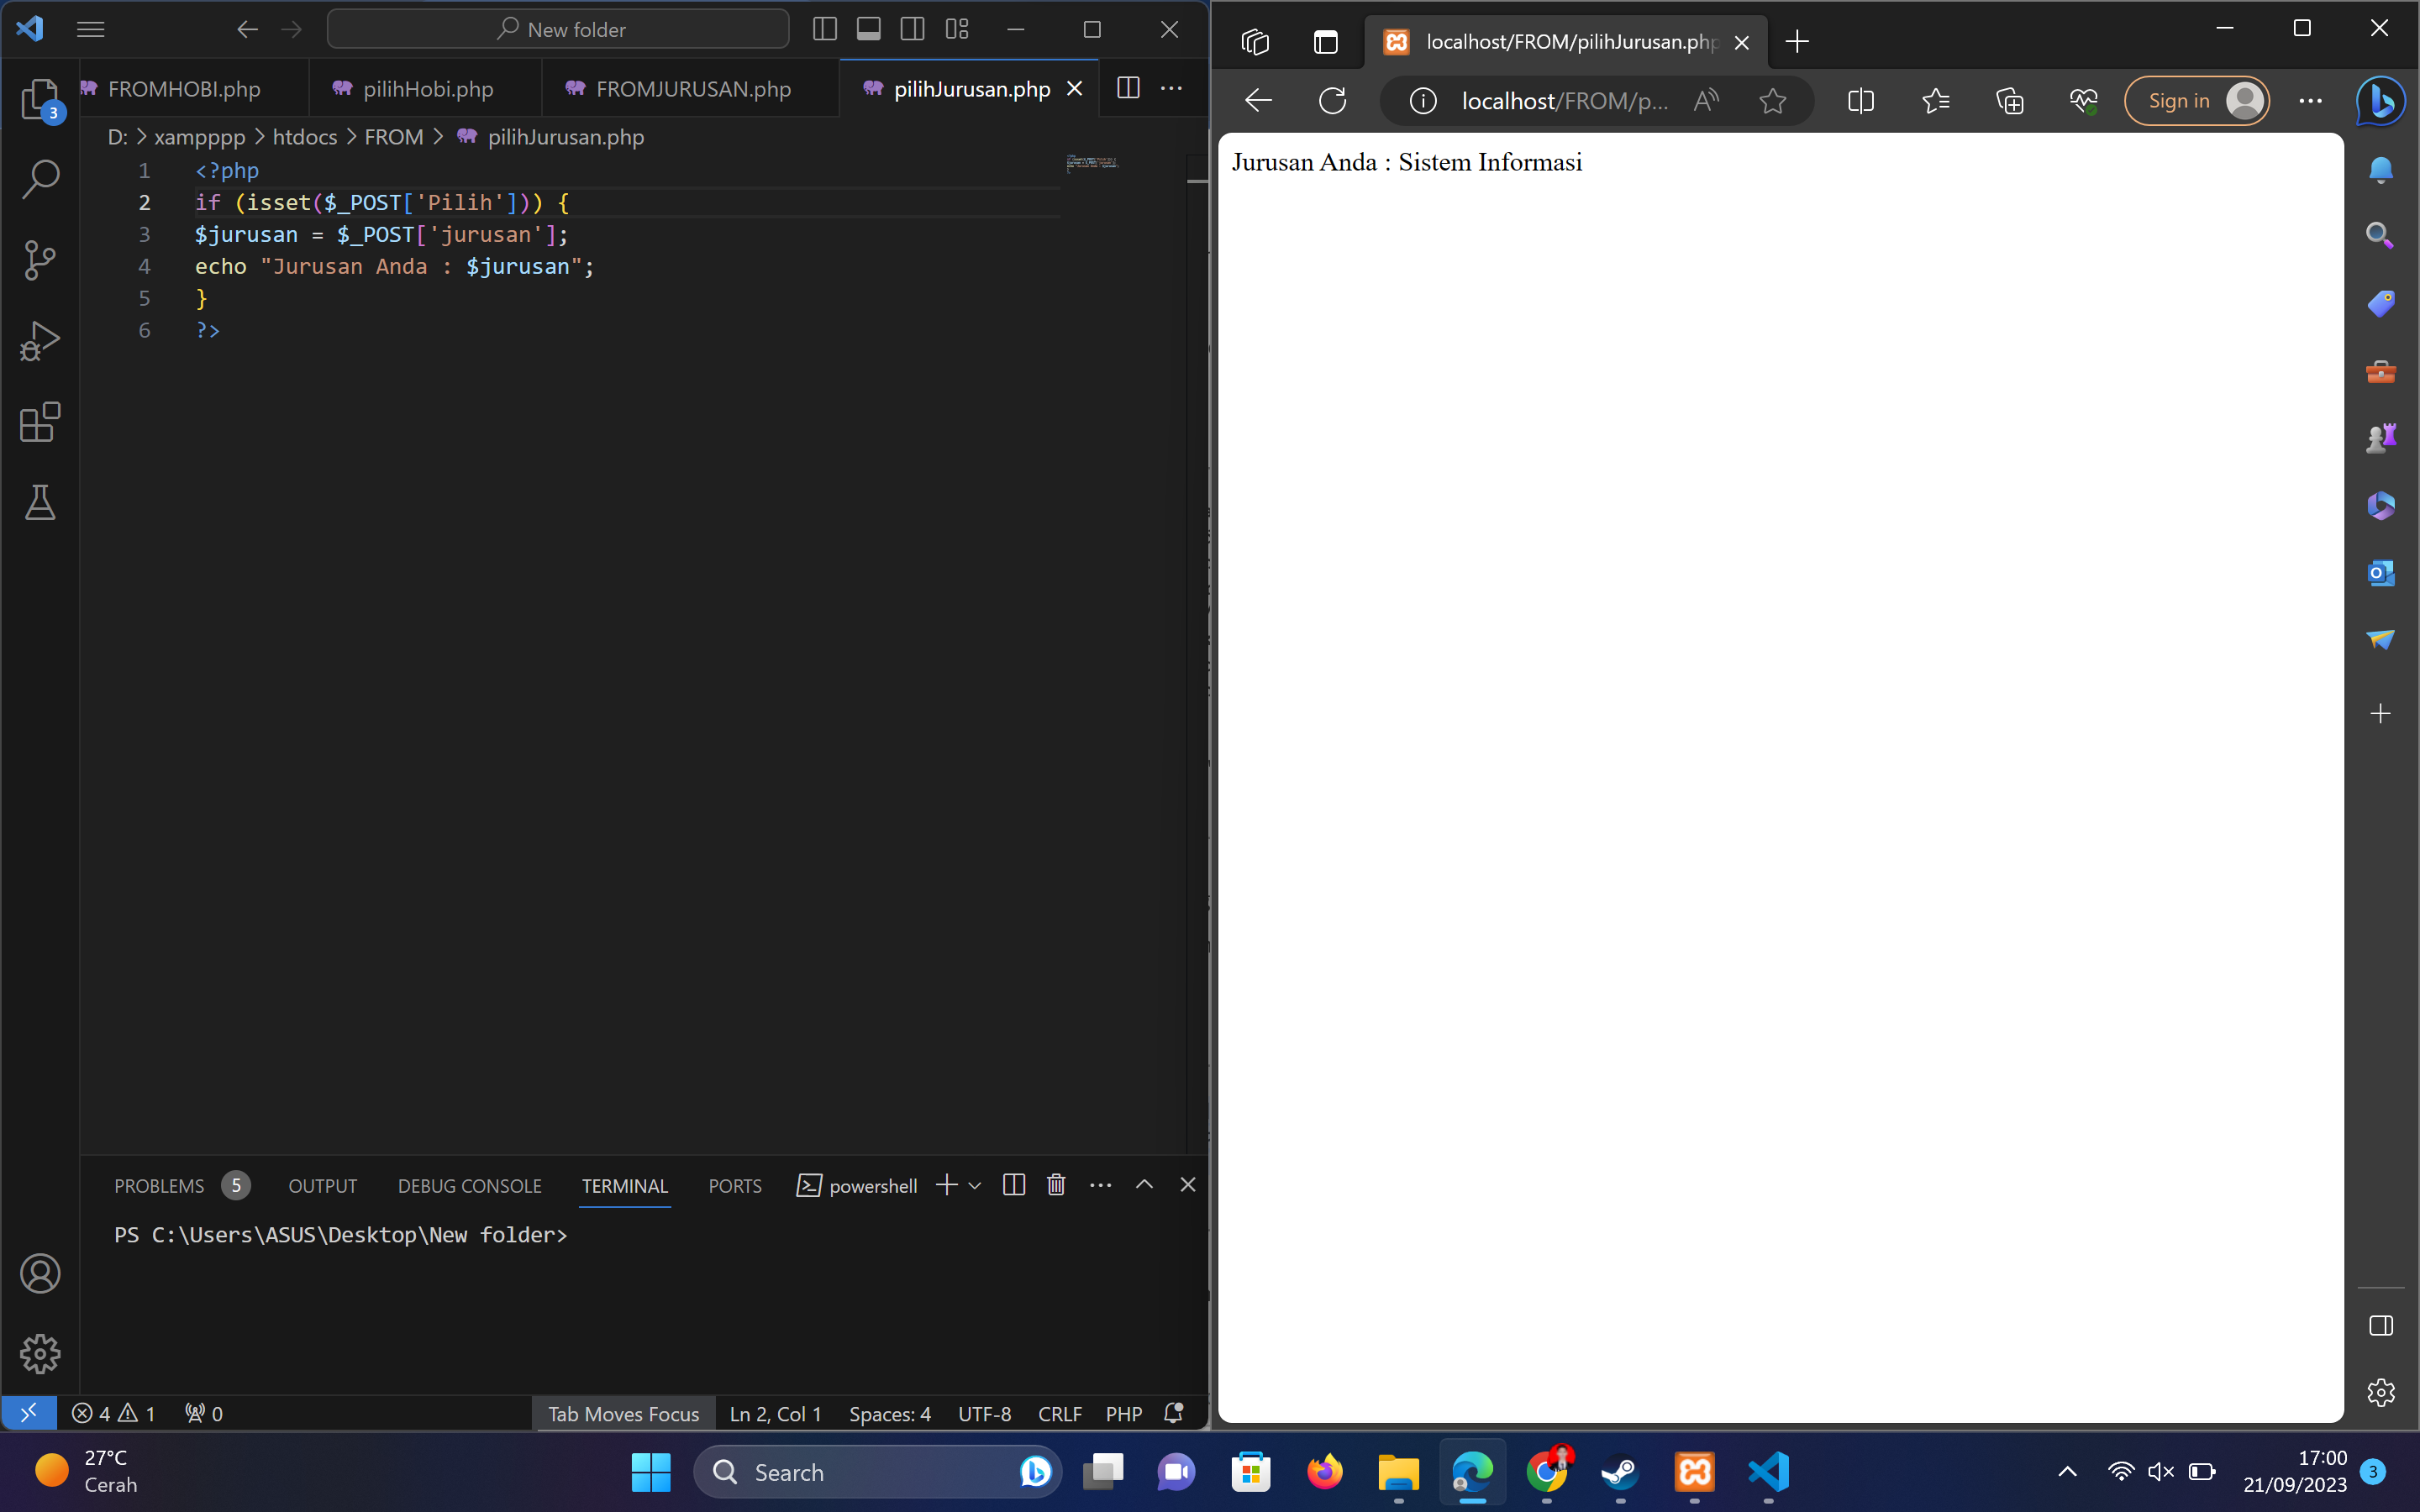 New folder
FROMHOBI.php
pilihHobi.php
FROMJURUSAN.php
pilihJurusan.php
D: > xampppp > htdocs > FROM > pilihJurusan.php
1 <?php
2 if (isset($_POST['Pilih'])) {
3 $jurusan = $_POST['jurusan'];
4 echo "Jurusan Anda : $jurusan";
5 }
6 ?>
3
PROBLEMS 5 OUTPUT DEBUG CONSOLE TERMINAL PORTS powershell
PS C:\Users\ASUS\Desktop\New folder>
4 1 0 Tab Moves Focus Ln 2, Col 1 Spaces: 4 UTF-8 CRLF PHP
localhost/FROM/pilihJurusan.php
localhost/FROM/p... Sign in
Jurusan Anda : Sistem Informasi
27°C
Cerah
Search
17:00
21/09/2023
3